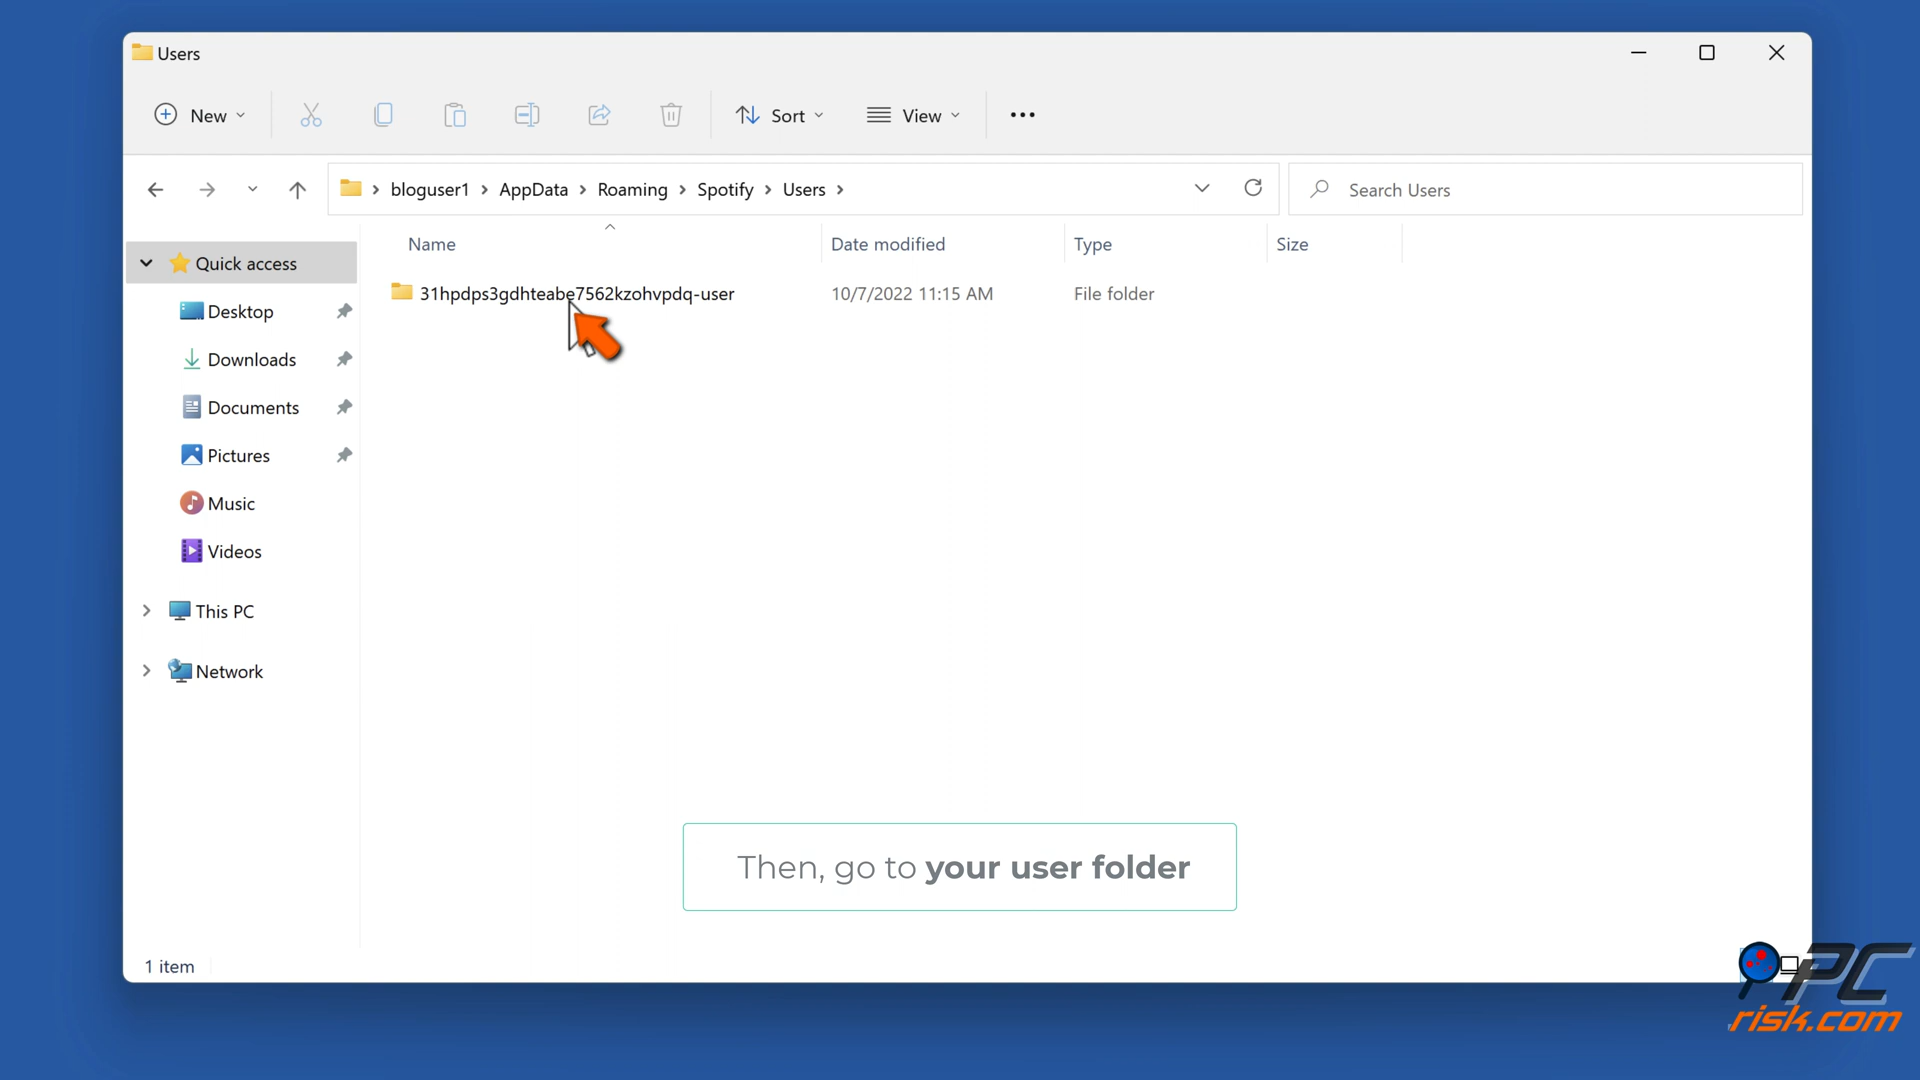 Users
New
Sort
View
bloguser1 > AppData > Roaming > Spotify > Users >
Search Users
Name
Date modified
Type
Size
Quick access
31hpdps3gdhteabe7562kzohvpdq-user
10/7/2022 11:15 AM
File folder
Desktop
Downloads
Documents
Pictures
Music
Videos
This PC
Network
Then, go to your user folder
1 item
PC
risk.com